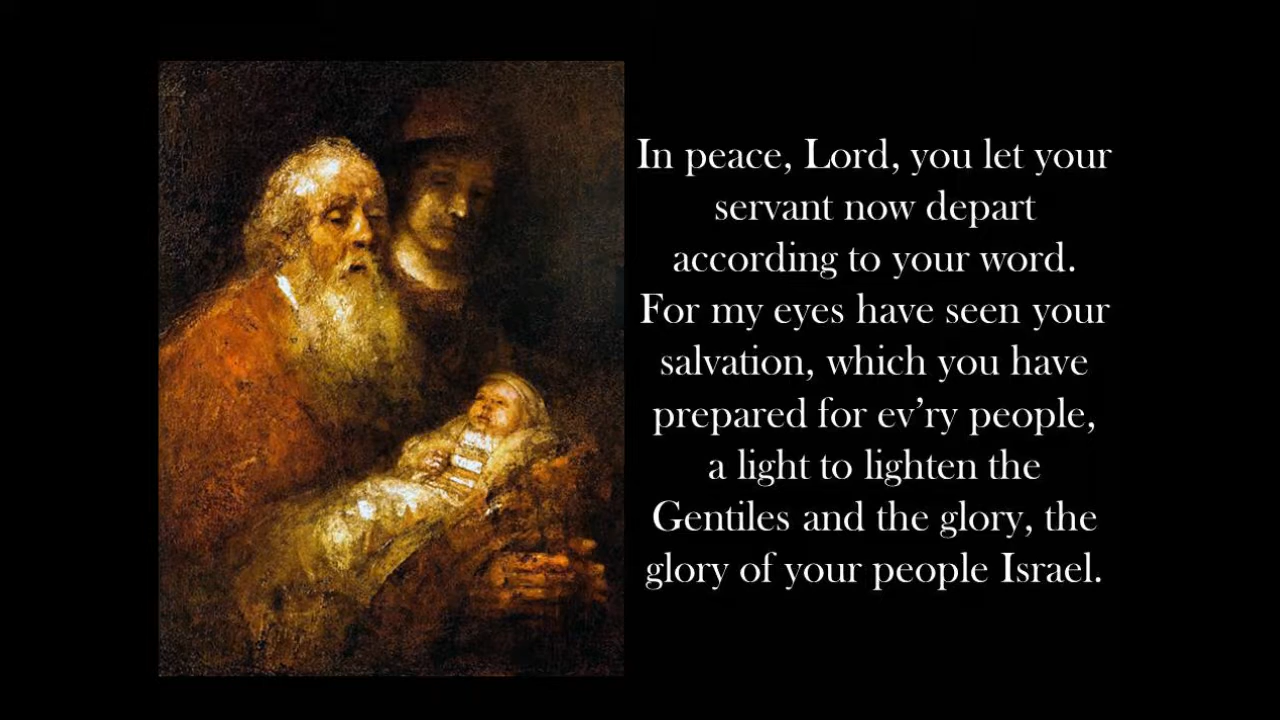 In peace, Lord, you let your
servant now depart
according to your word.
For my eyes have seen your
salvation, which you have
prepared for ev’ry people,
a light to lighten the
Gentiles and the glory, the
glory of your people Israel.